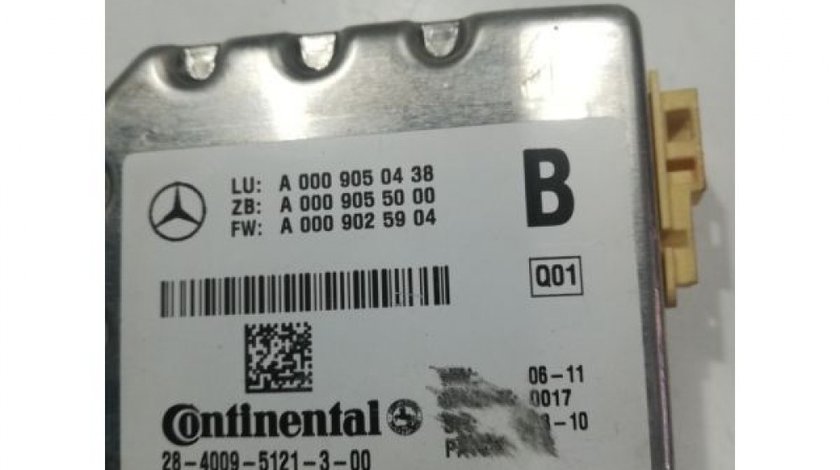 LU: A 000 905 04 38
ZB: A 000 905 50 00
FW: A 000 902 59 04
B
Q01
Continental
06-11
0017
-10
28-4009-5121-3-00